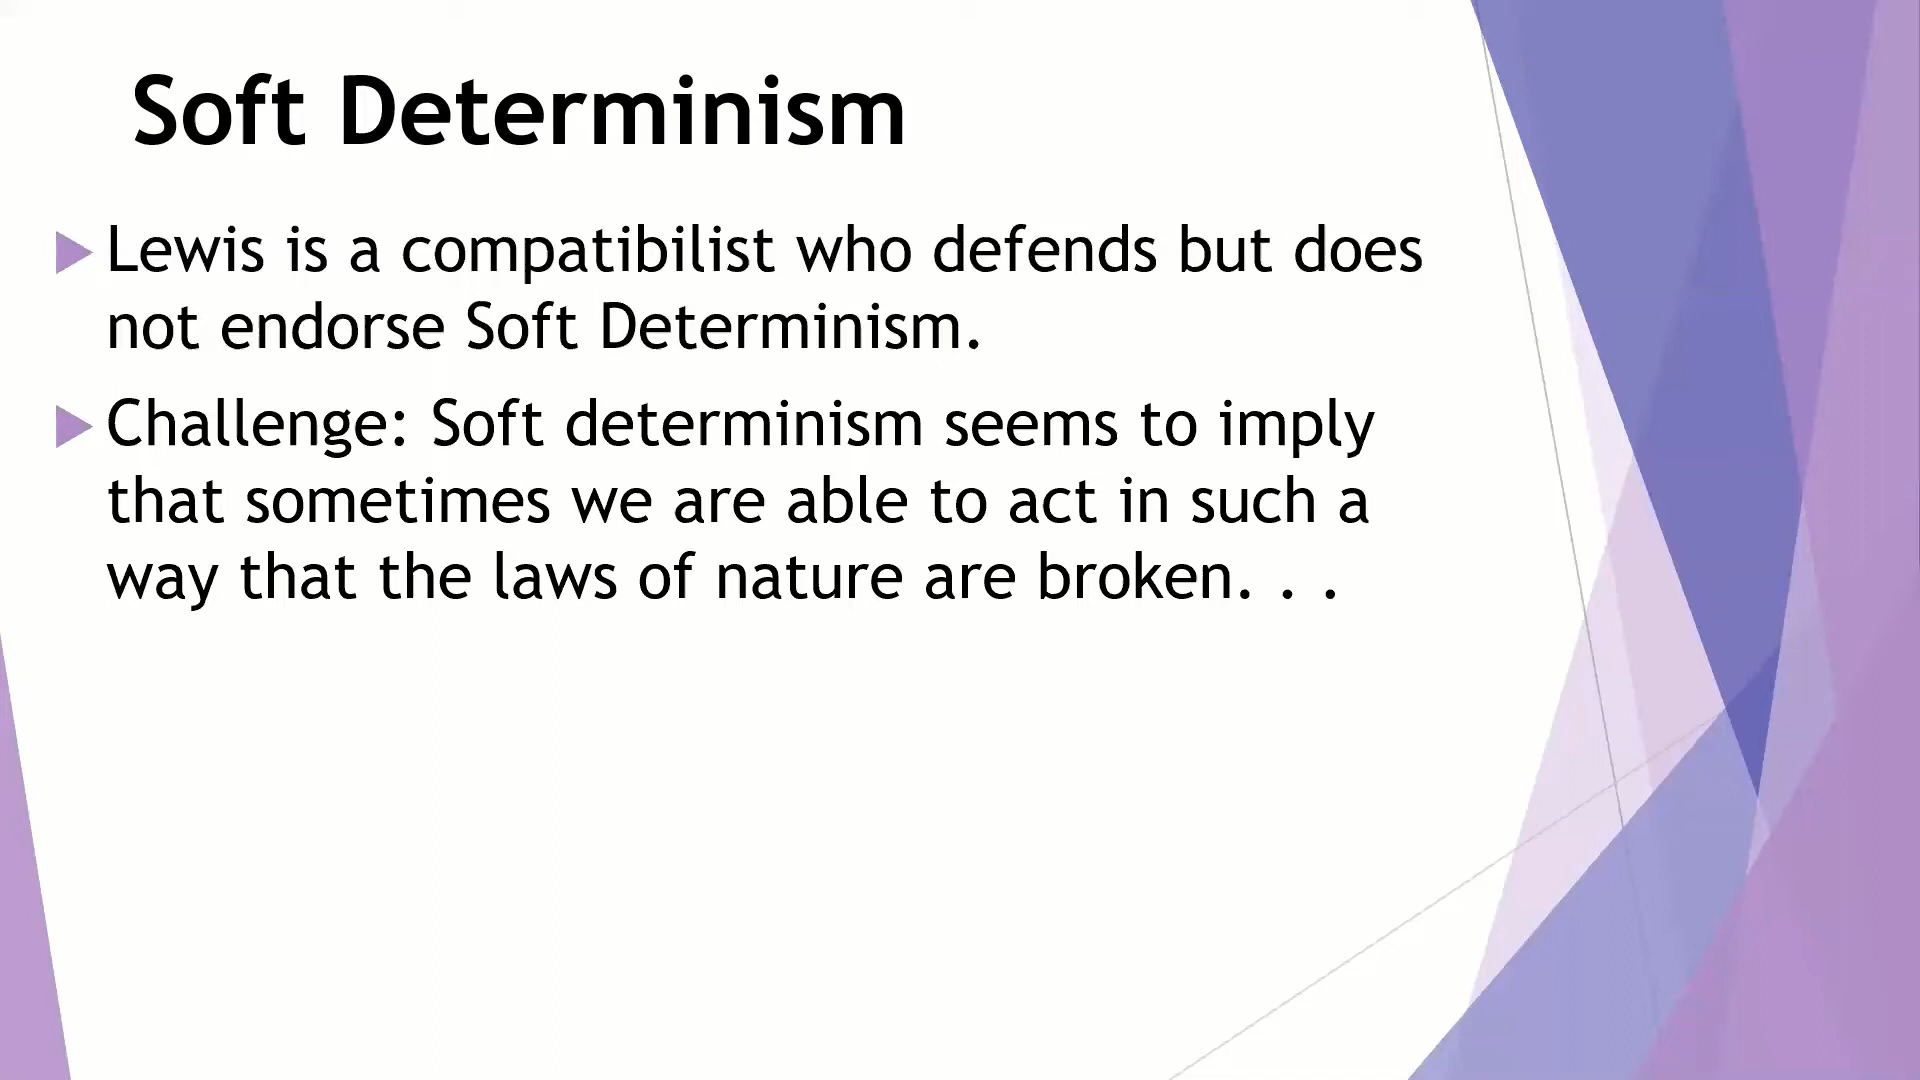 Soft Determinism
Lewis is a compatibilist who defends but does
not endorse Soft Determinism.
Challenge: Soft determinism seems to imply
that sometimes we are able to act in such a
way that the laws of nature are broken. . .